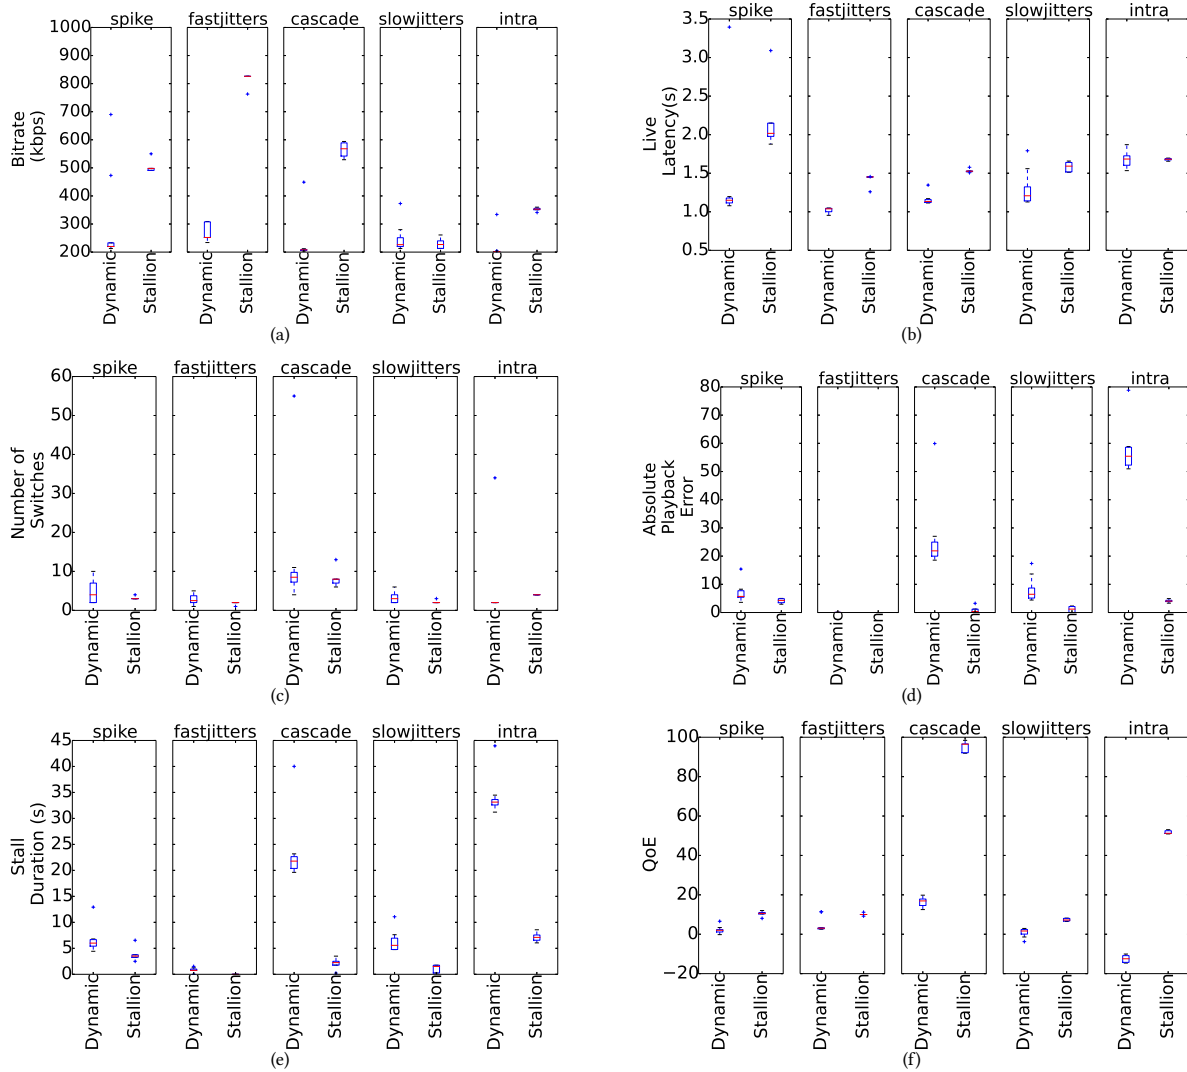 spike fastjitters cascade slowjitters intra
1000
900
800
700
600
500
400
300
200
Bitrate
(kbps)
Dynamic Stallion Dynamic Stallion Dynamic Stallion Dynamic Stallion Dynamic Stallion
(a)
spike fastjitters cascade slowjitters intra
3.5
3.0
2.5
2.0
1.5
1.0
0.5
Live
Latency(s)
Dynamic Stallion Dynamic Stallion Dynamic Stallion Dynamic Stallion Dynamic Stallion
(b)
spike fastjitters cascade slowjitters intra
60
50
40
30
20
10
0
Number of
Switches
Dynamic Stallion Dynamic Stallion Dynamic Stallion Dynamic Stallion Dynamic Stallion
(c)
spike fastjitters cascade slowjitters intra
80
70
60
50
40
30
20
10
0
Absolute
Playback
Error
Dynamic Stallion Dynamic Stallion Dynamic Stallion Dynamic Stallion Dynamic Stallion
(d)
spike fastjitters cascade slowjitters intra
45
40
35
30
25
20
15
10
5
0
Stall
Duration (s)
Dynamic Stallion Dynamic Stallion Dynamic Stallion Dynamic Stallion Dynamic Stallion
(e)
spike fastjitters cascade slowjitters intra
100
80
60
40
20
0
−20
QoE
Dynamic Stallion Dynamic Stallion Dynamic Stallion Dynamic Stallion Dynamic Stallion
(f)